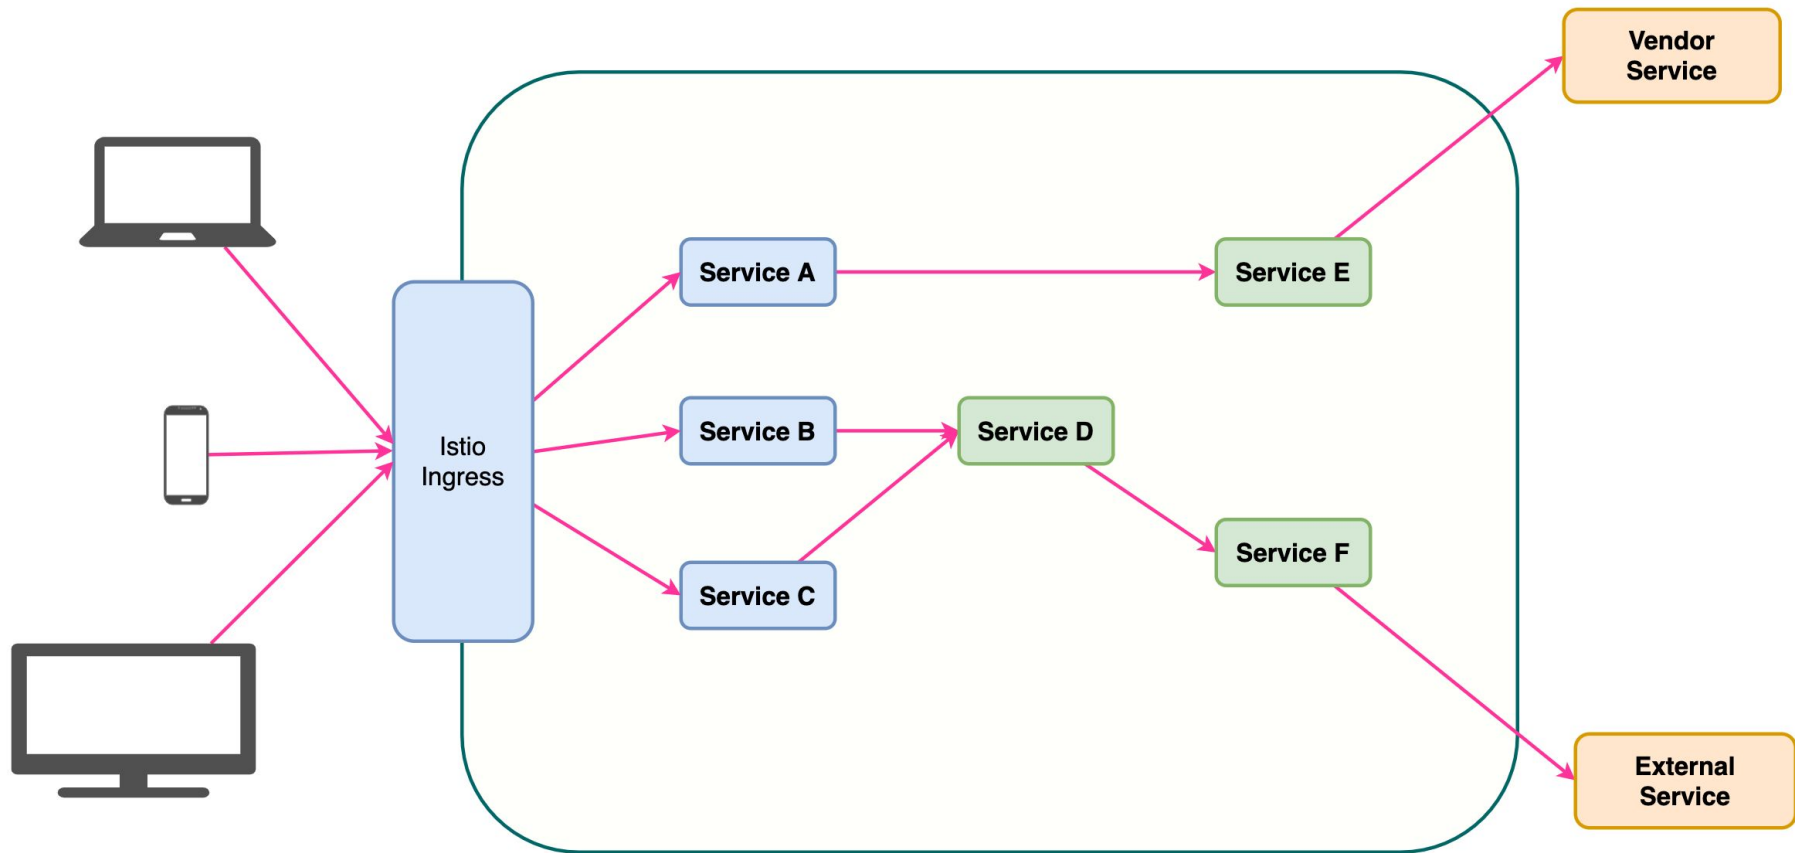 Vendor
Service
Service A
Service E
Istio
Ingress
Service B
Service D
Service F
Service C
External
Service